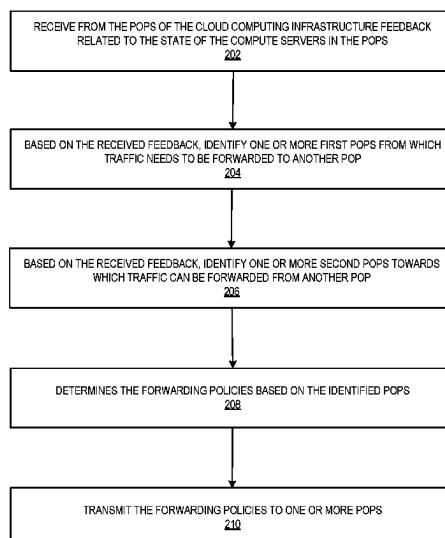 RECEIVE FROM THE POPS OF THE CLOUD COMPUTING INFRASTRUCTURE FEEDBACK
RELATED TO THE STATE OF THE COMPUTE SERVERS IN THE POPS
202
BASED ON THE RECEIVED FEEDBACK, IDENTIFY ONE OR MORE FIRST POPS FROM WHICH
TRAFFIC NEEDS TO BE FORWARDED TO ANOTHER POP
204
BASED ON THE RECEIVED FEEDBACK, IDENTIFY ONE OR MORE SECOND POPS TOWARDS
WHICH TRAFFIC CAN BE FORWARDED FROM ANOTHER POP
206
DETERMINES THE FORWARDING POLICIES BASED ON THE IDENTIFIED POPS
208
TRANSMIT THE FORWARDING POLICIES TO ONE OR MORE POPS
210